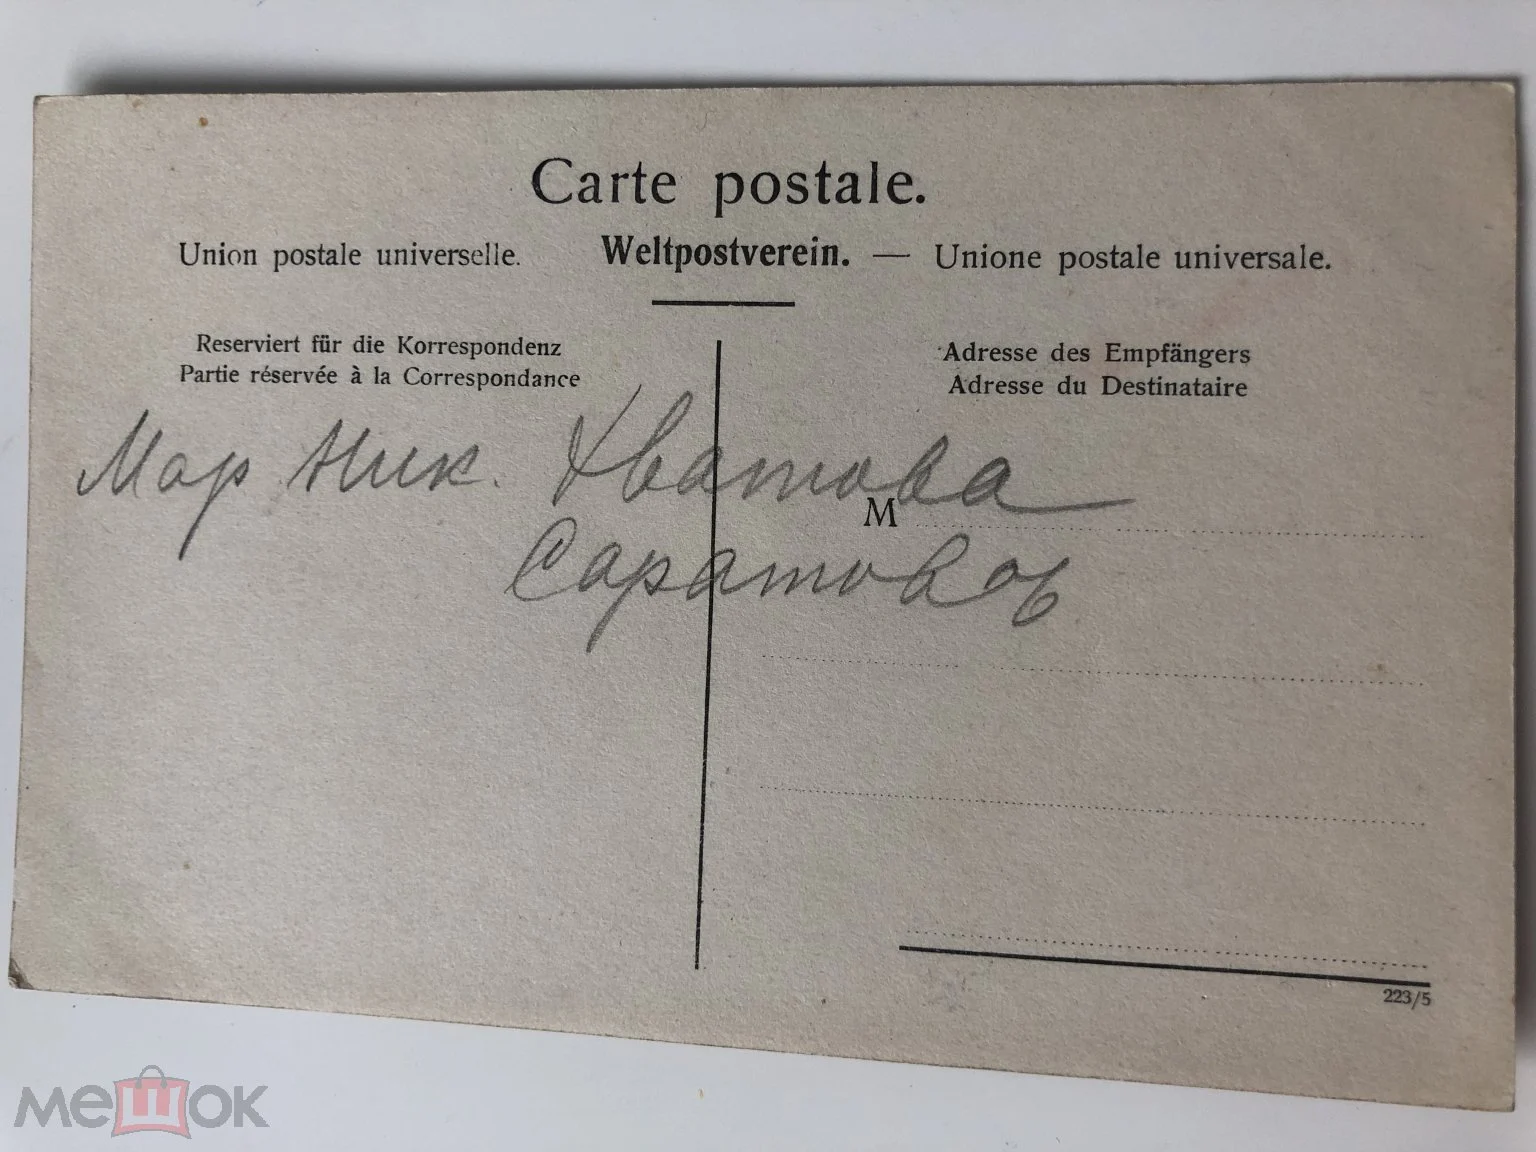 Carte postale.
Union postale universelle. Weltpostverein. — Unione postale universale.
Reserviert für die Korrespondenz
Partie réservée à la Correspondance
Adresse des Empfängers
Adresse du Destinataire
Мар Ник. Хватова
M
Саратовъ
223/5
мешок